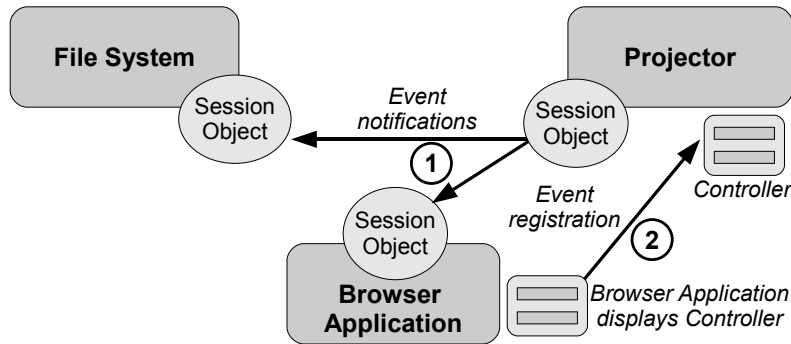 File System
Projector
Session
Object
Event
notifications
Session
Object
1
Controller
Event
registration
2
Session
Object
Browser
Application
Browser Application
displays Controller